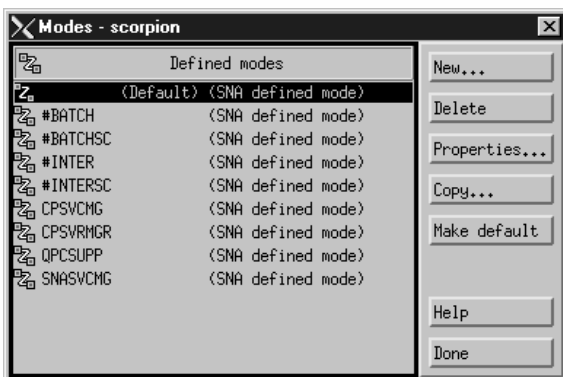 Modes - scorpion
Defined modes
(Default) (SNA defined mode)
#BATCH (SNA defined mode)
#BATCHSC (SNA defined mode)
#INTER (SNA defined mode)
#INTERSC (SNA defined mode)
CPSVCMG (SNA defined mode)
CPSVRMGR (SNA defined mode)
QPCSUPP (SNA defined mode)
SNASVCMG (SNA defined mode)
New...
Delete
Properties...
Copy...
Make default
Help
Done